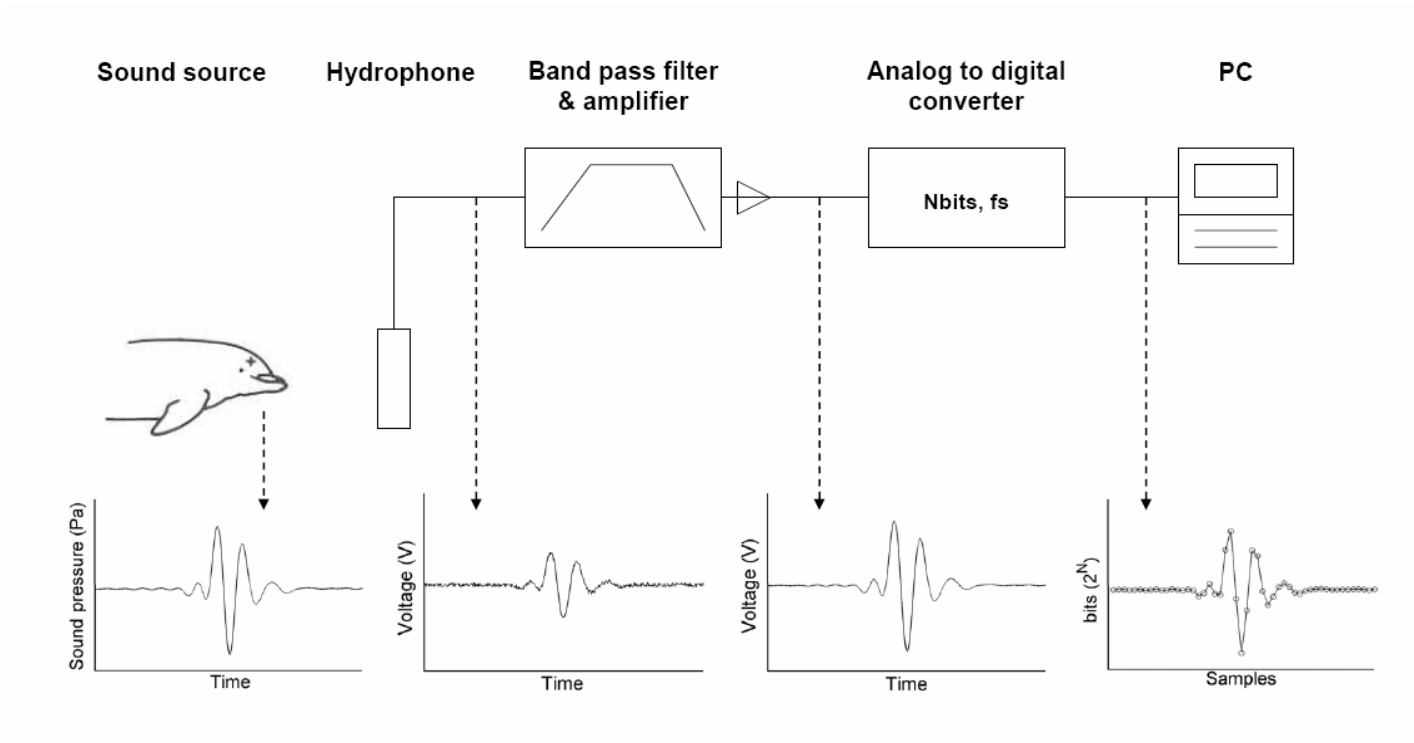 Sound source
Hydrophone
Band pass filter
& amplifier
Analog to digital
converter
PC
Nbits, fs
Sound pressure (Pa)
Time
Voltage (V)
Time
Voltage (V)
Time
bits (2^N)
Samples